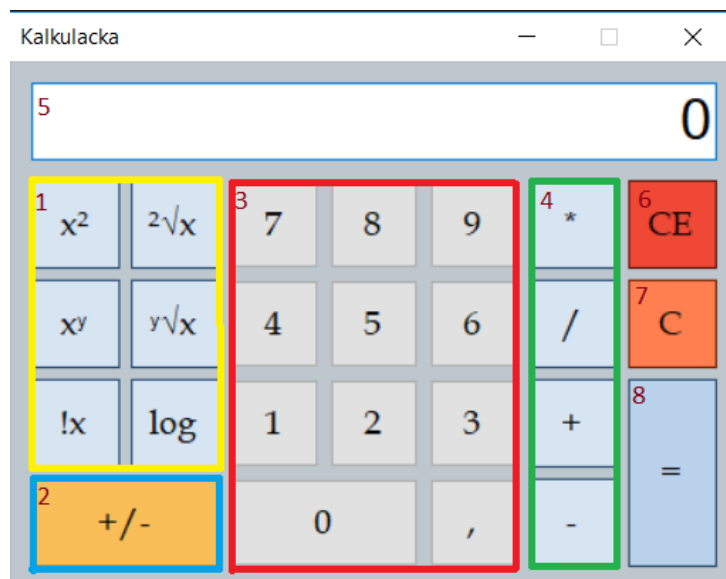 Kalkulacka
5 0
1 x² ²√x 3 7 8 9 4 * 6 CE
xʸ ʸ√x 4 5 6 / 7 C
!x log 1 2 3 + 8 =
2 +/- 0 , -